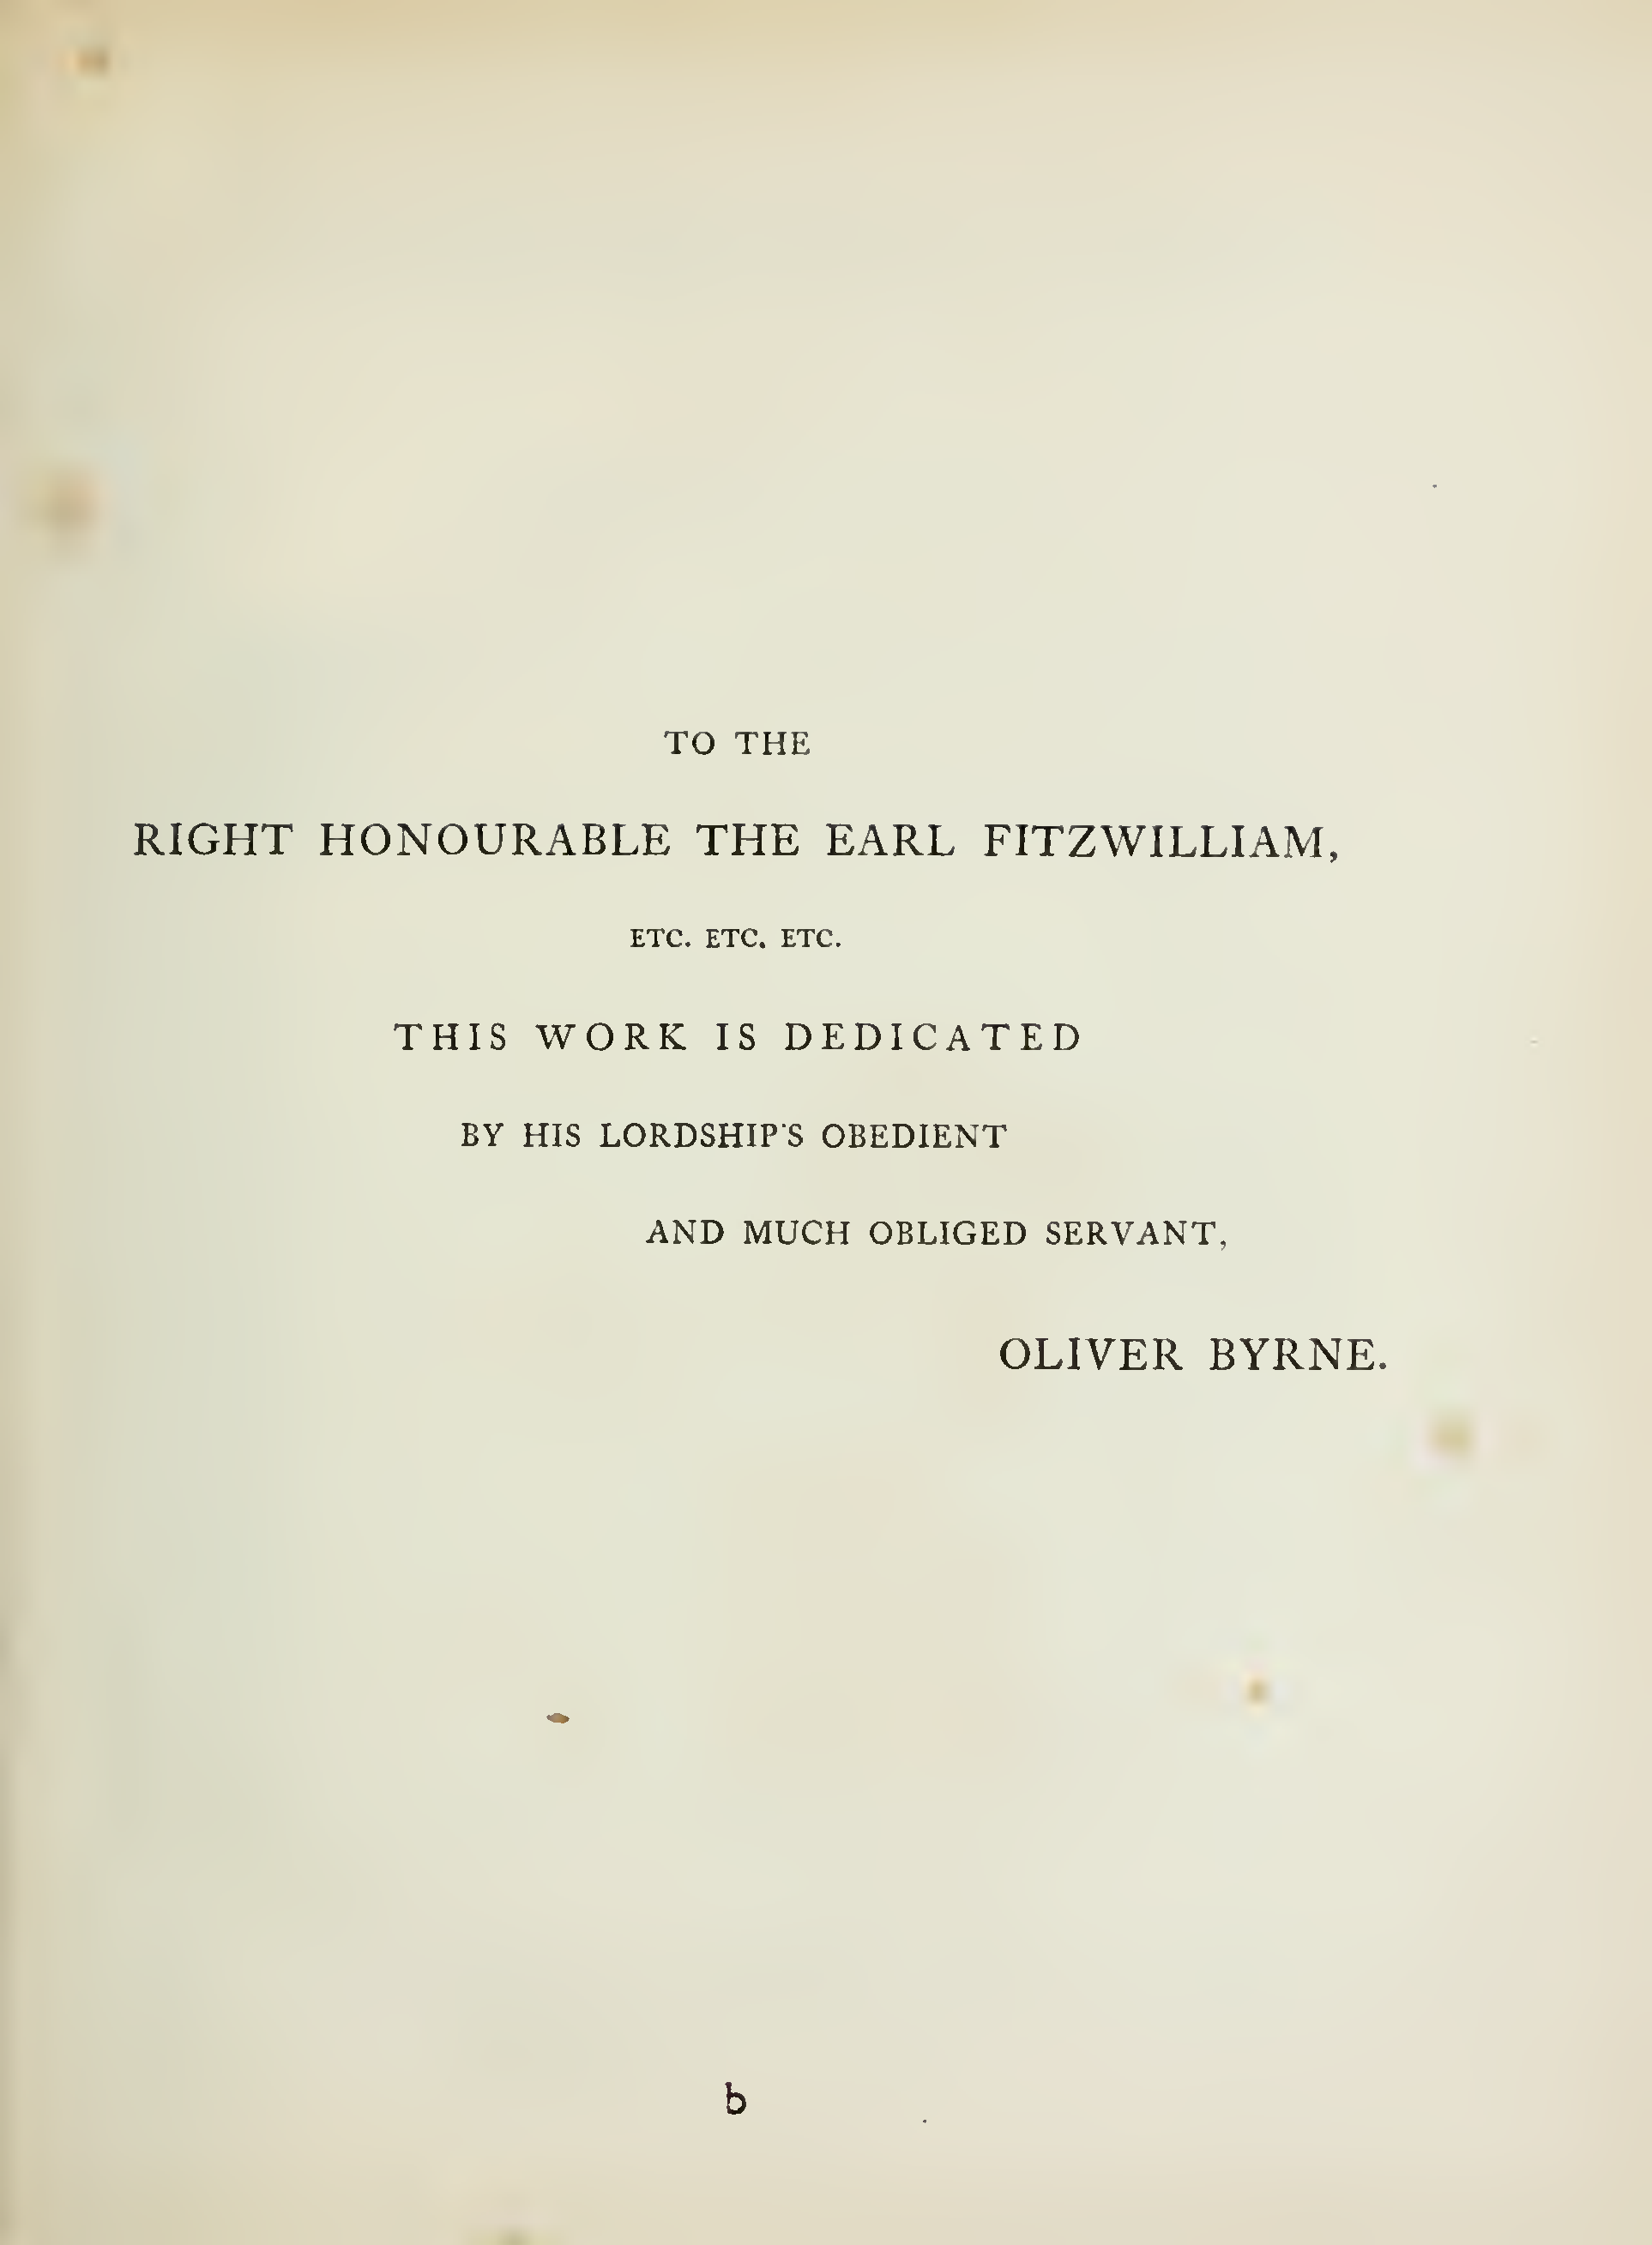 TO THE
RIGHT HONOURABLE THE EARL FITZWILLIAM,
ETC. ETC. ETC.
THIS WORK IS DEDICATED
BY HIS LORDSHIP'S OBEDIENT
AND MUCH OBLIGED SERVANT,
OLIVER BYRNE.
b